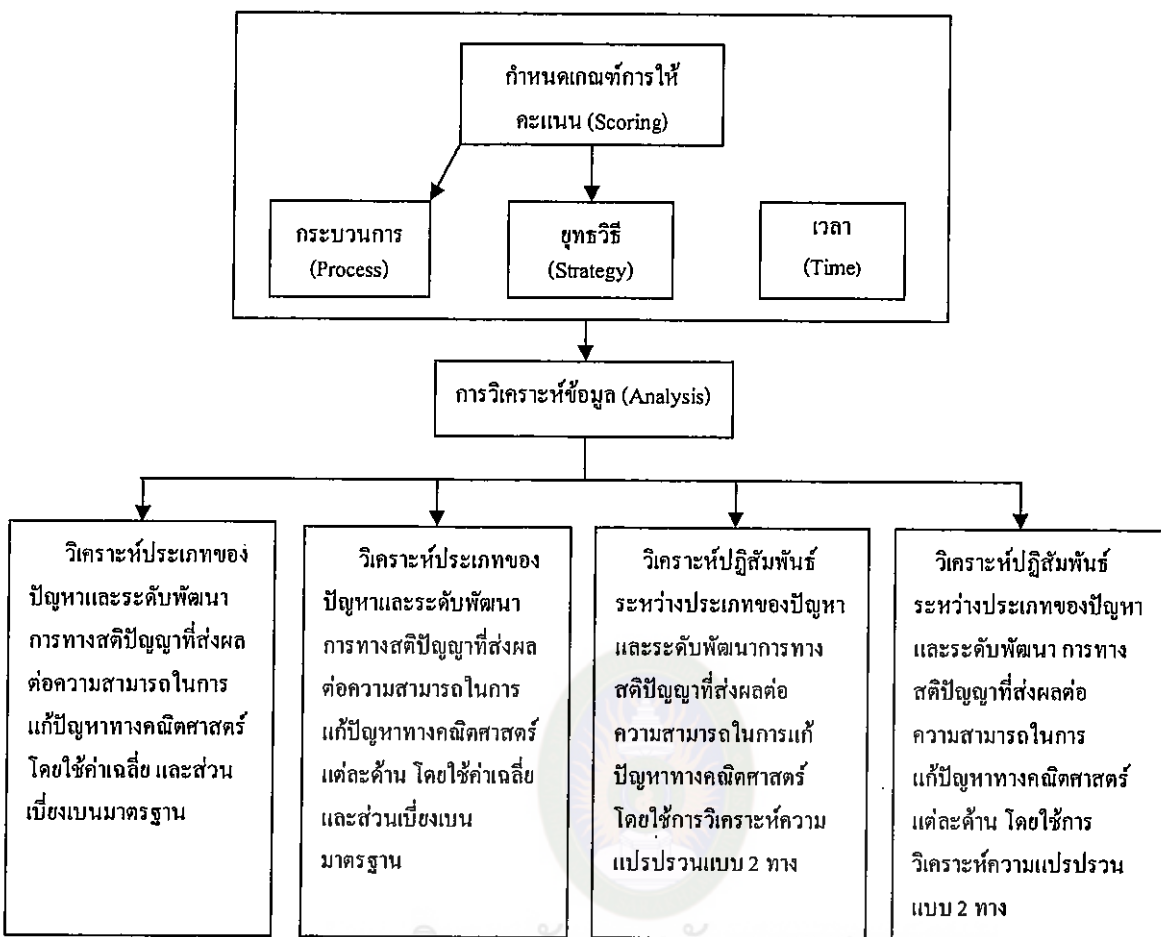 กำหนดเกณฑ์การให้
คะแนน (Scoring)
กระบวนการ
(Process)
ยุทธวิธี
(Strategy)
เวลา
(Time)
การวิเคราะห์ข้อมูล (Analysis)
วิเคราะห์ประเภทของ
ปัญหาและระดับพัฒนา
การทางสติปัญญาที่ส่งผล
ต่อความสามารถในการ
แก้ปัญหาทางคณิตศาสตร์
โดยใช้ค่าเฉลี่ย และส่วน
เบี่ยงเบนมาตรฐาน
วิเคราะห์ประเภทของ
ปัญหาและระดับพัฒนา
การทางสติปัญญาที่ส่งผล
ต่อความสามารถในการ
แก้ปัญหาทางคณิตศาสตร์
แต่ละด้าน โดยใช้ค่าเฉลี่ย
และส่วนเบี่ยงเบน
มาตรฐาน
วิเคราะห์ปฏิสัมพันธ์
ระหว่างประเภทของปัญหา
และระดับพัฒนาการทาง
สติปัญญาที่ส่งผลต่อ
ความสามารถในการแก้
ปัญหาทางคณิตศาสตร์
โดยใช้การวิเคราะห์ความ
แปรปรวนแบบ 2 ทาง
วิเคราะห์ปฏิสัมพันธ์
ระหว่างประเภทของปัญหา
และระดับพัฒนา การทาง
สติปัญญาที่ส่งผลต่อ
ความสามารถในการ
แก้ปัญหาทางคณิตศาสตร์
แต่ละด้าน โดยใช้การ
วิเคราะห์ความแปรปรวน
แบบ 2 ทาง